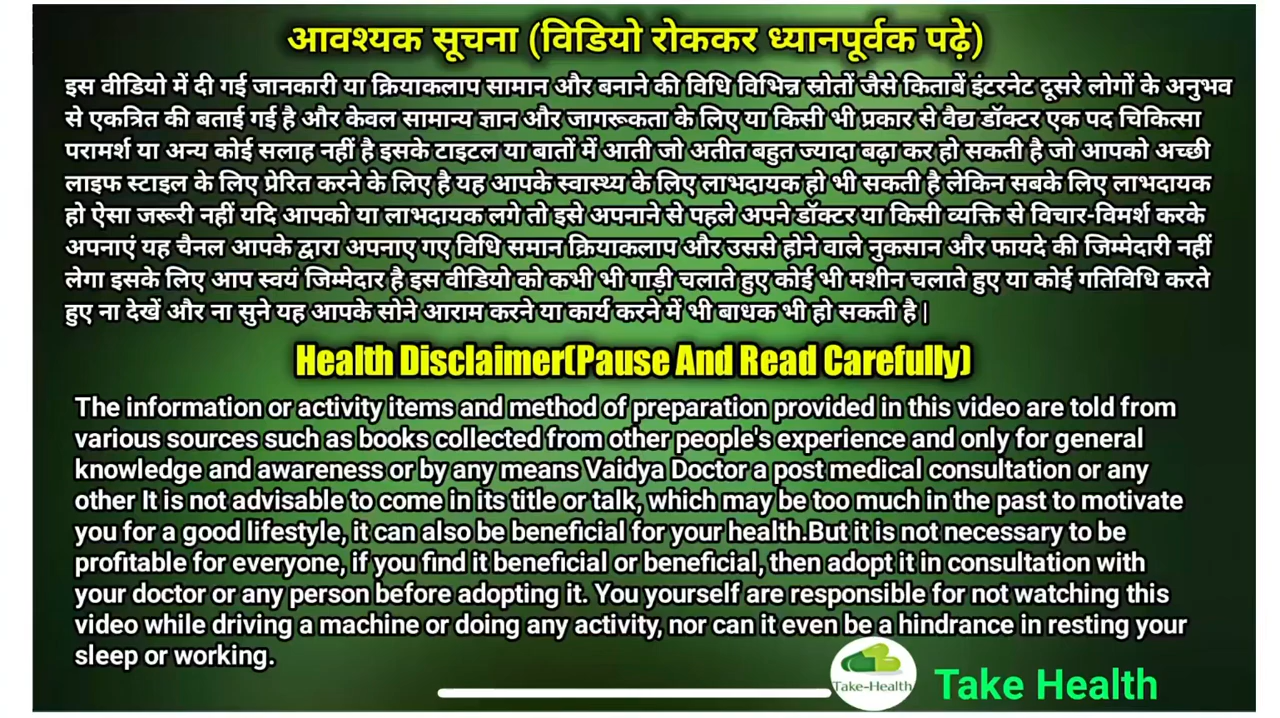 आवश्यक सूचना (विडियो रोककर ध्यानपूर्वक पढ़े)
इस वीडियो में दी गई जानकारी या क्रियाकलाप सामान और बनाने की विधि विभिन्न स्रोतों जैसे किताबें इंटरनेट दूसरे लोगों के अनुभव
से एकत्रित की बताई गई है और केवल सामान्य ज्ञान और जागरूकता के लिए या किसी भी प्रकार से वैद्य डॉक्टर एक पद चिकित्सा
परामर्श या अन्य कोई सलाह नहीं है इसके टाइटल या बातों में आती जो अतीत बहुत ज्यादा बढ़ा कर हो सकती है जो आपको अच्छी
लाइफ स्टाइल के लिए प्रेरित करने के लिए है यह आपके स्वास्थ्य के लिए लाभदायक हो भी सकती है लेकिन सबके लिए लाभदायक
हो ऐसा जरूरी नहीं यदि आपको या लाभदायक लगे तो इसे अपनाने से पहले अपने डॉक्टर या किसी व्यक्ति से विचार-विमर्श करके
अपनाएं यह चैनल आपके द्वारा अपनाए गए विधि समान क्रियाकलाप और उससे होने वाले नुकसान और फायदे की जिम्मेदारी नहीं
लेगा इसके लिए आप स्वयं जिम्मेदार है इस वीडियो को कभी भी गाड़ी चलाते हुए कोई भी मशीन चलाते हुए या कोई गतिविधि करते
हुए ना देखें और ना सुने यह आपके सोने आराम करने या कार्य करने में भी बाधक भी हो सकती है |
Health Disclaimer(Pause And Read Carefully)
The information or activity items and method of preparation provided in this video are told from
various sources such as books collected from other people's experience and only for general
knowledge and awareness or by any means Vaidya Doctor a post medical consultation or any
other It is not advisable to come in its title or talk, which may be too much in the past to motivate
you for a good lifestyle, it can also be beneficial for your health.But it is not necessary to be
profitable for everyone, if you find it beneficial or beneficial, then adopt it in consultation with
your doctor or any person before adopting it. You yourself are responsible for not watching this
video while driving a machine or doing any activity, nor can it even be a hindrance in resting your
sleep or working.
Take-Health
Take Health